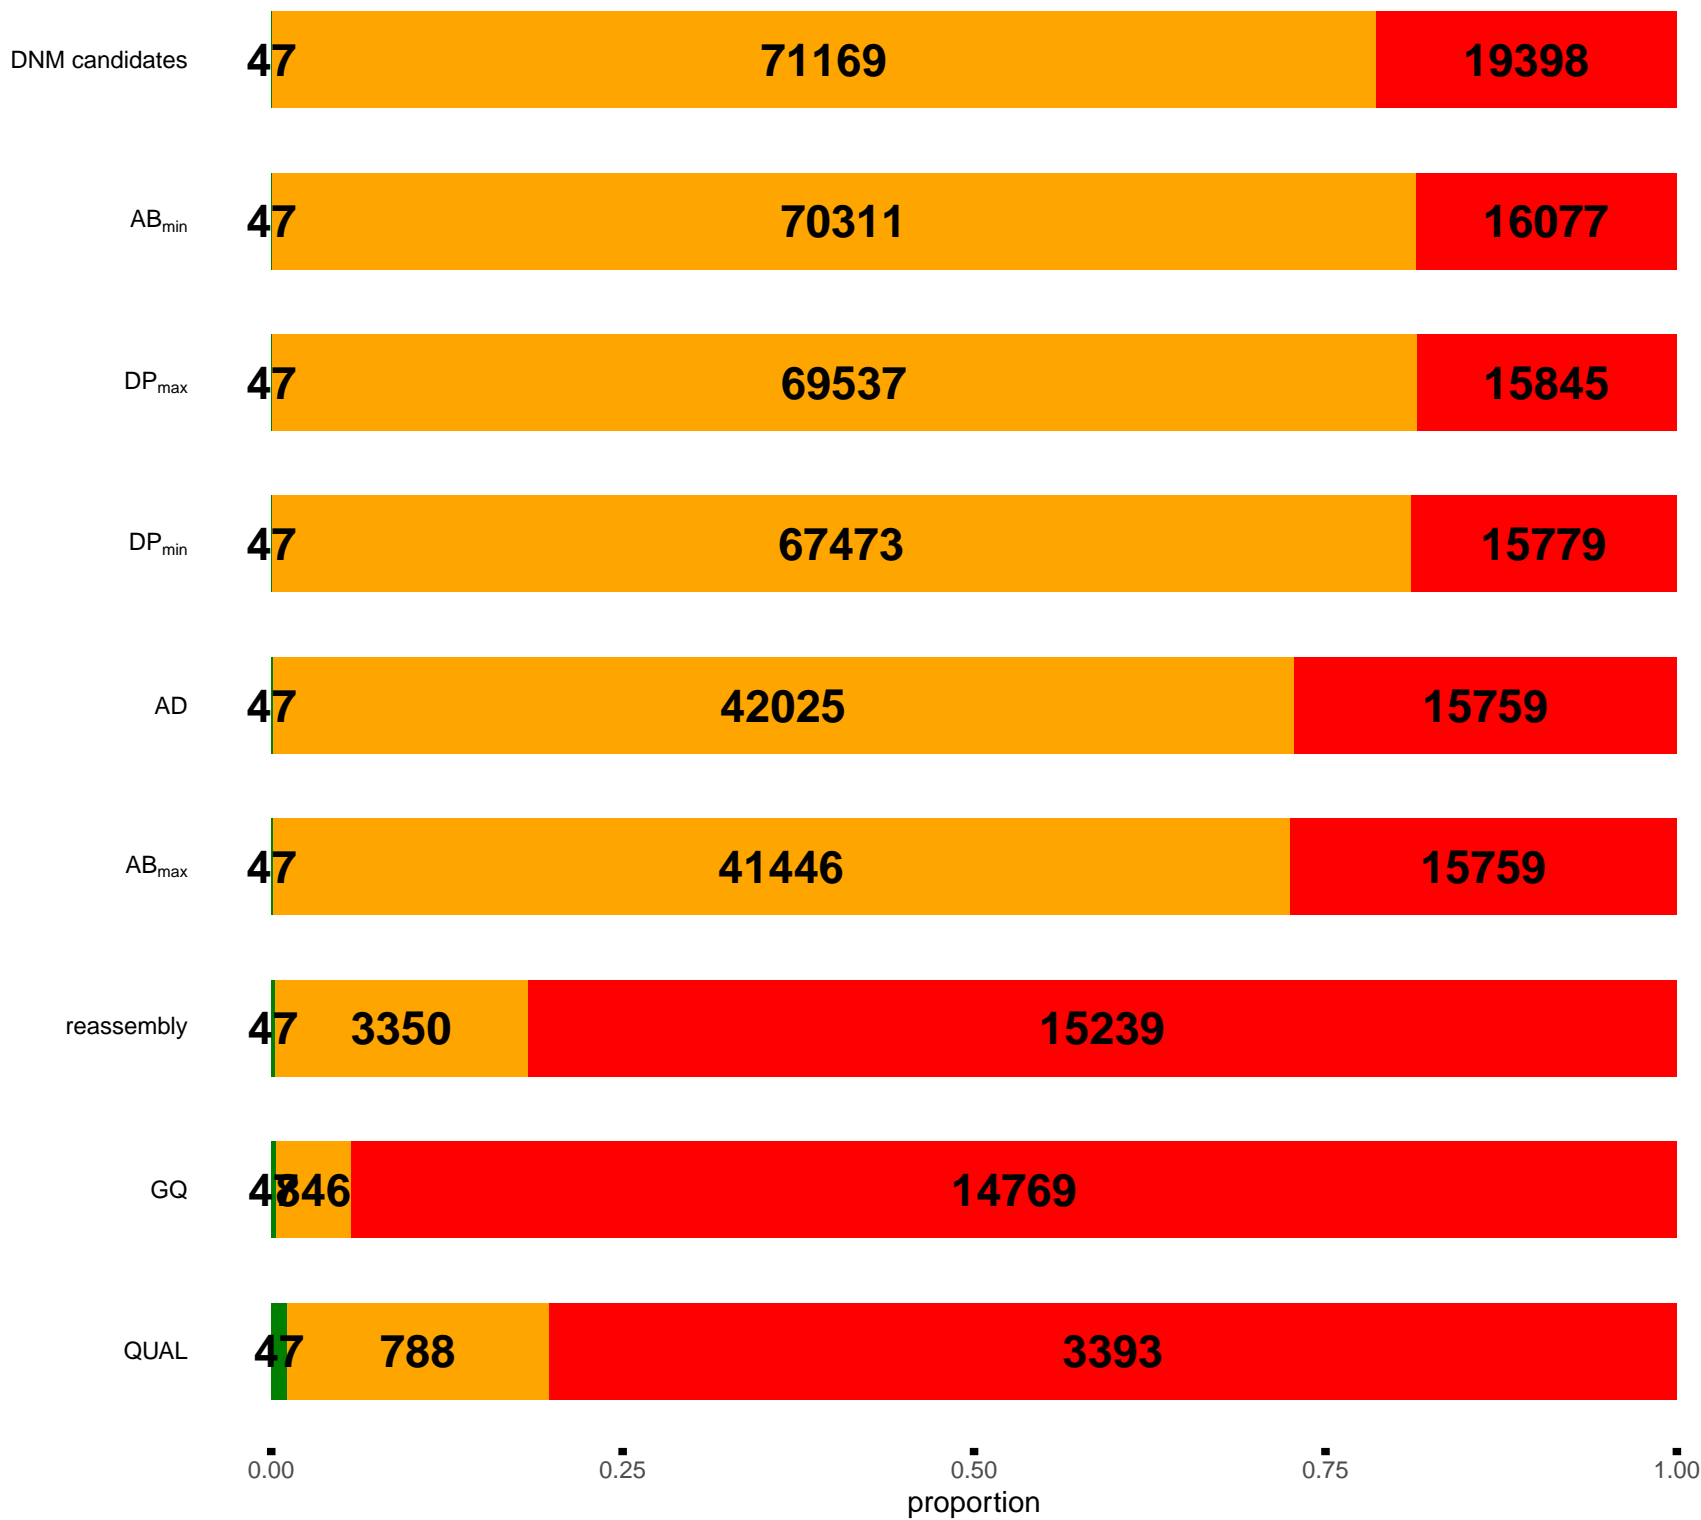 DNM candidates 47 71169 19398
ABmin 47 70311 16077
DPmax 47 69537 15845
DPmin 47 67473 15779
AD 47 42025 15759
ABmax 47 41446 15759
reassembly 47 3350 15239
GQ 47 846 14769
QUAL 47 788 3393
0.00 0.25 0.50 0.75 1.00
proportion